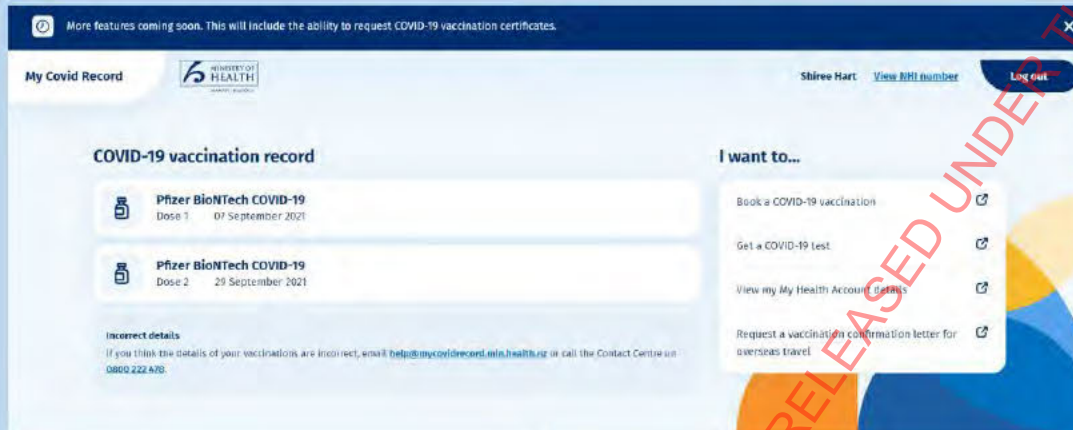 More features coming soon. This will include the ability to request COVID-19 vaccination certificates.
My Covid Record
MINISTRY OF
HEALTH
Shiree Hart View NHI number
Log out
COVID-19 vaccination record
Pfizer BioNTech COVID-19
Dose 1 07 September 2021
Pfizer BioNTech COVID-19
Dose 2 29 September 2021
Incorrect details
If you think the details of your vaccinations are incorrect, email help@mycovidrecord.min.health.nz or call the Contact Centre on
0800 222 478.
I want to...
Book a COVID-19 vaccination
Get a COVID-19 test
View my My Health Account details
Request a vaccination confirmation letter for
overseas travel
RELEASED UNDER